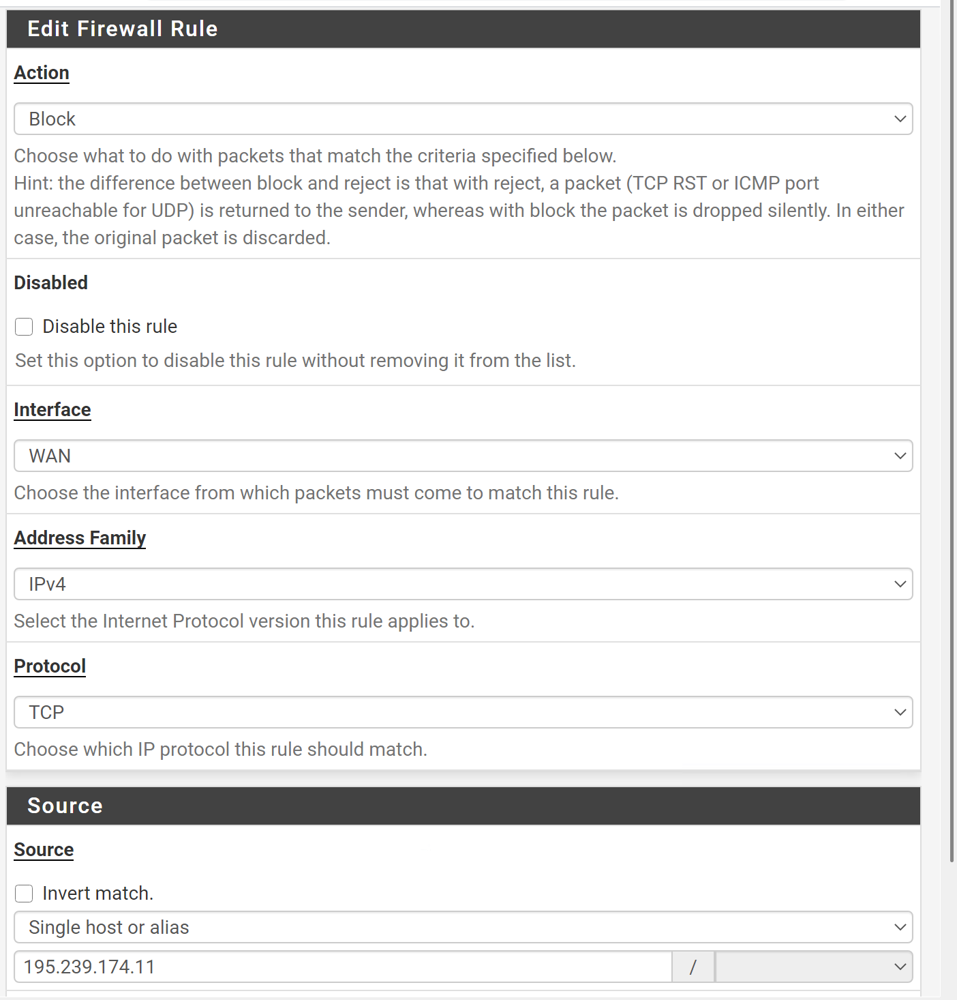 Edit Firewall Rule
Action
Block
Choose what to do with packets that match the criteria specified below.
Hint: the difference between block and reject is that with reject, a packet (TCP RST or ICMP port
unreachable for UDP) is returned to the sender, whereas with block the packet is dropped silently. In either
case, the original packet is discarded.
Disabled
Disable this rule
Set this option to disable this rule without removing it from the list.
Interface
WAN
Choose the interface from which packets must come to match this rule.
Address Family
IPv4
Select the Internet Protocol version this rule applies to.
Protocol
TCP
Choose which IP protocol this rule should match.
Source
Source
Invert match.
Single host or alias
195.239.174.11 /